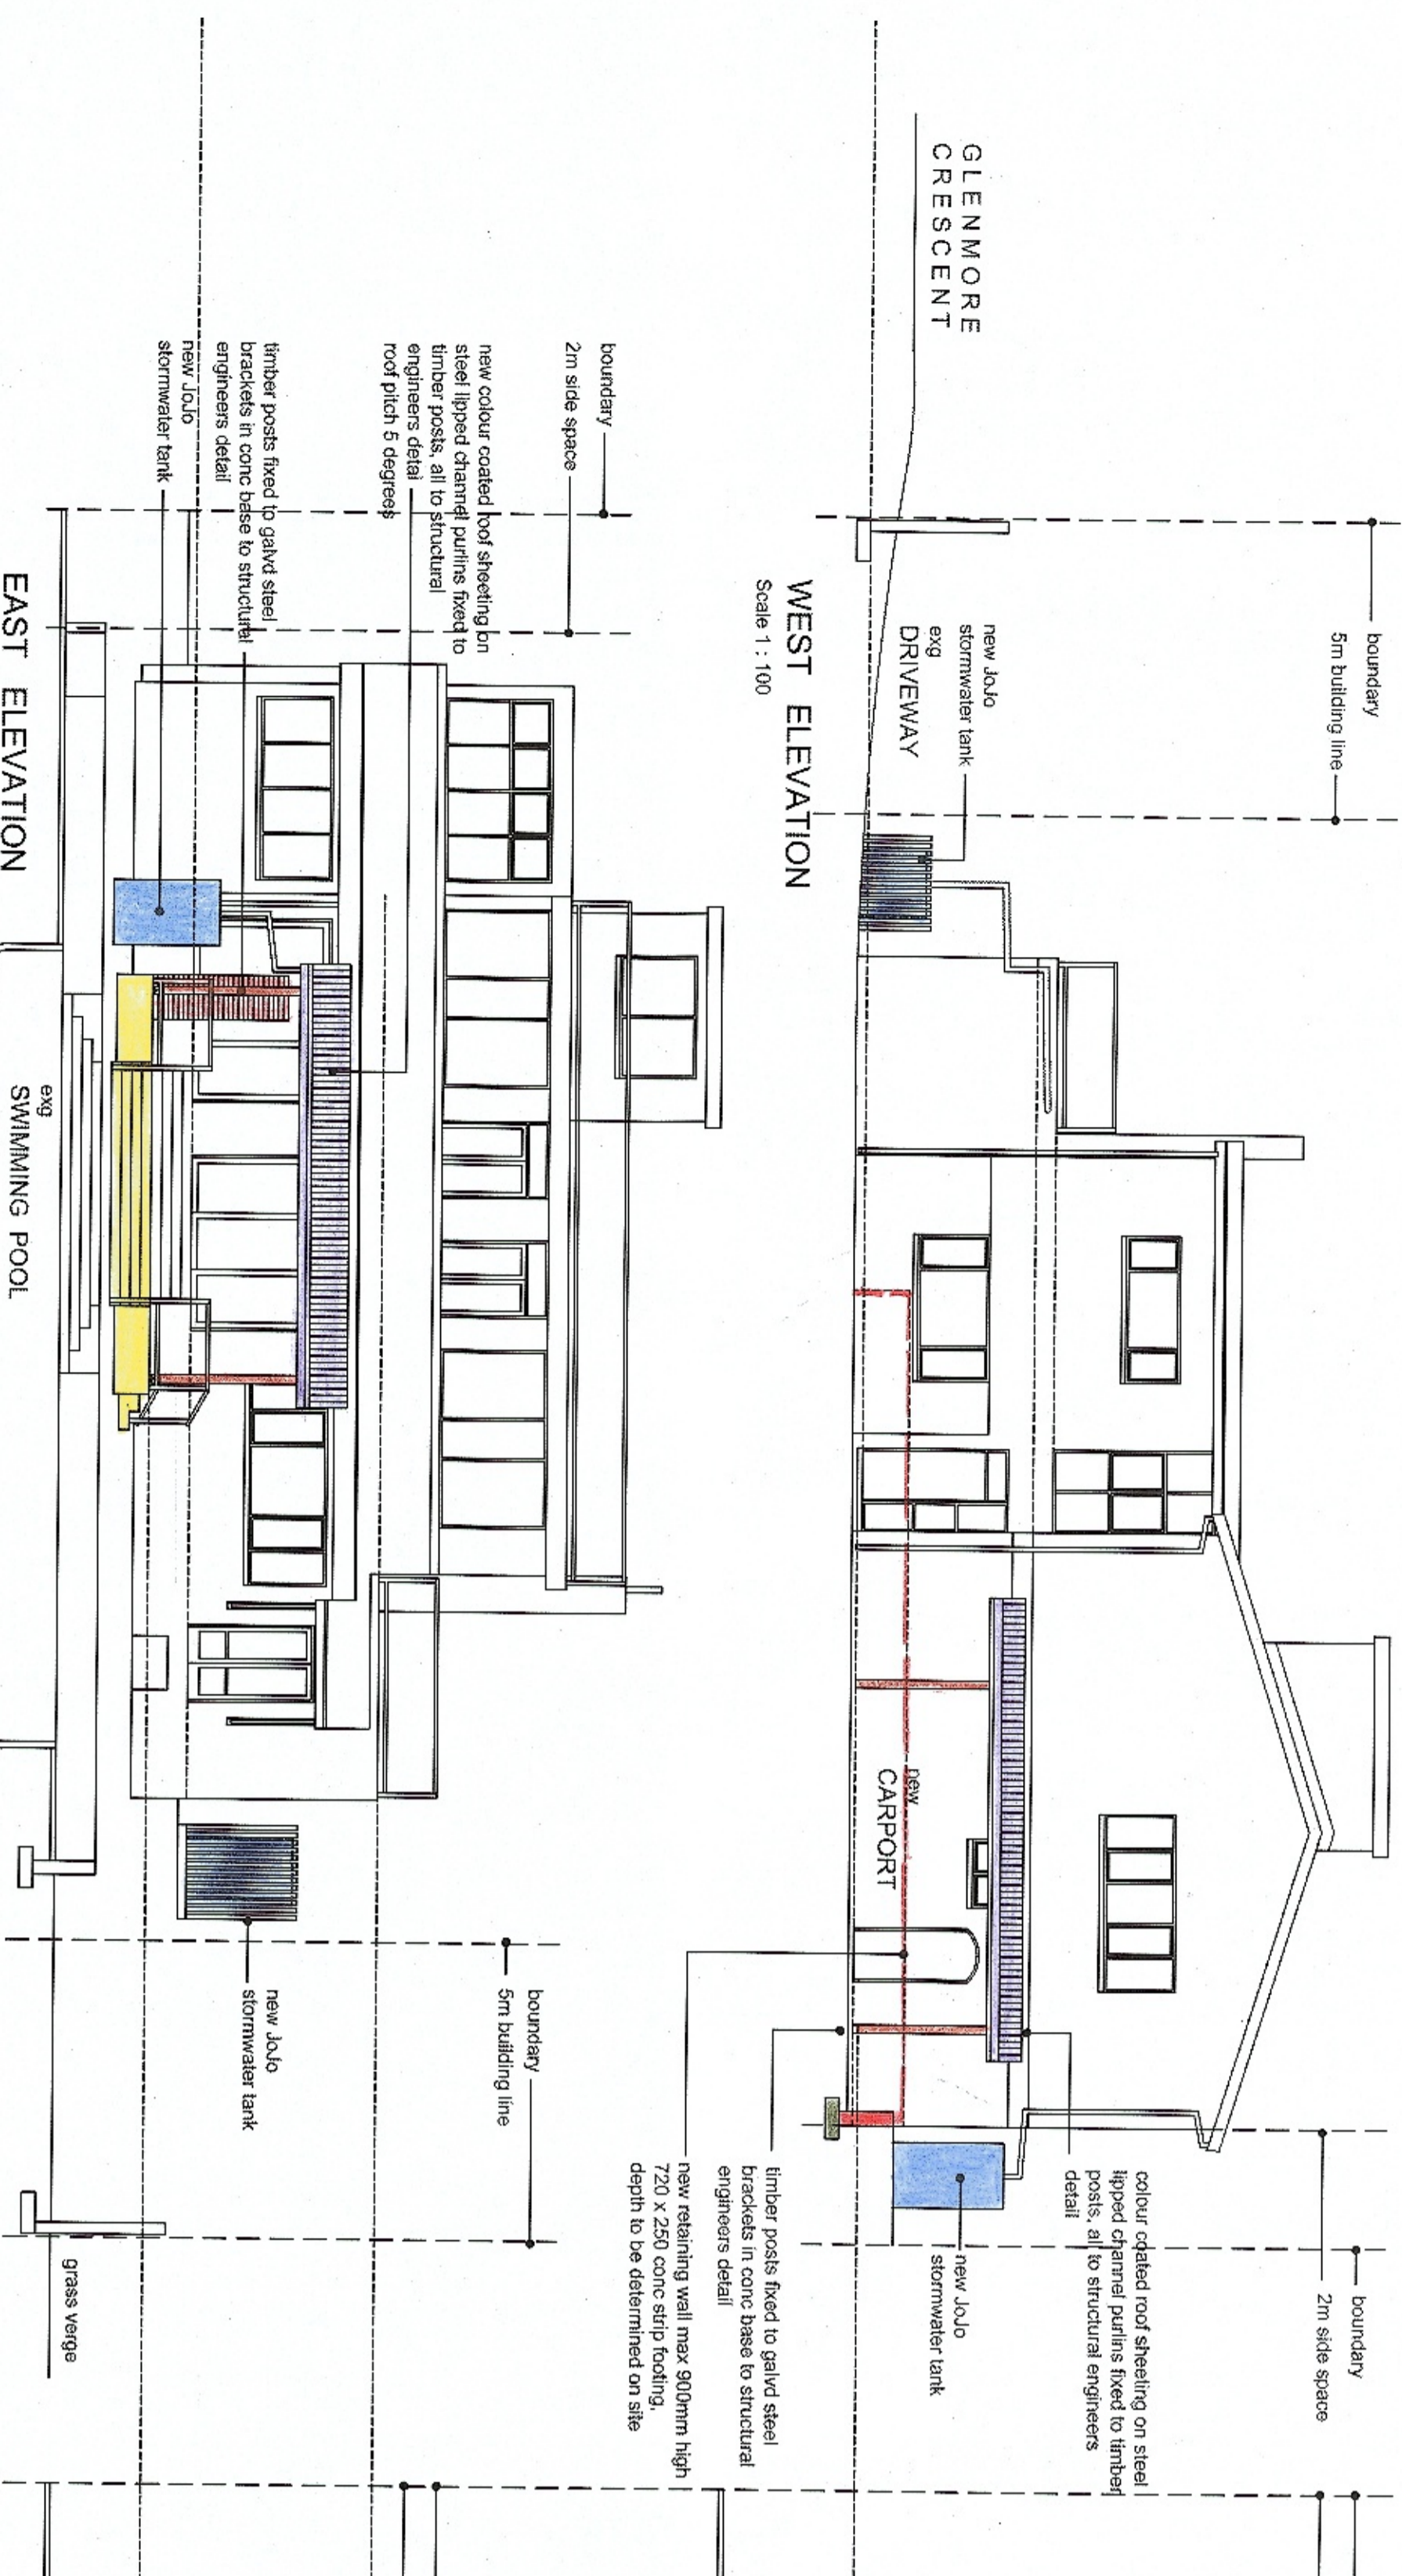 GLENMORE
CRESCENT
boundary
5m building line
new JoJo
stormwater tank
exg
DRIVEWAY
WEST ELEVATION
Scale 1 : 100
new
CARPORT
boundary
2m side space
colour coated roof sheeting on steel
lipped channel purlins fixed to timber
posts, all to structural engineers
detail
new JoJo
stormwater tank
timber posts fixed to galvd steel
brackets in conc base to structural
engineers detail
new retaining wall max 900mm high
720 x 250 conc strip footing,
depth to be determined on site
boundary
2m side space
new colour coated roof sheeting on
steel lipped channel purlins fixed to
timber posts, all to structural
engineers detai
roof pitch 5 degrees
timber posts fixed to galvd steel
brackets in conc base to structural
engineers detail
new JoJo
stormwater tank
boundary
5m building line
new JoJo
stormwater tank
grass verge
exg
SWIMMING POOL
EAST ELEVATION